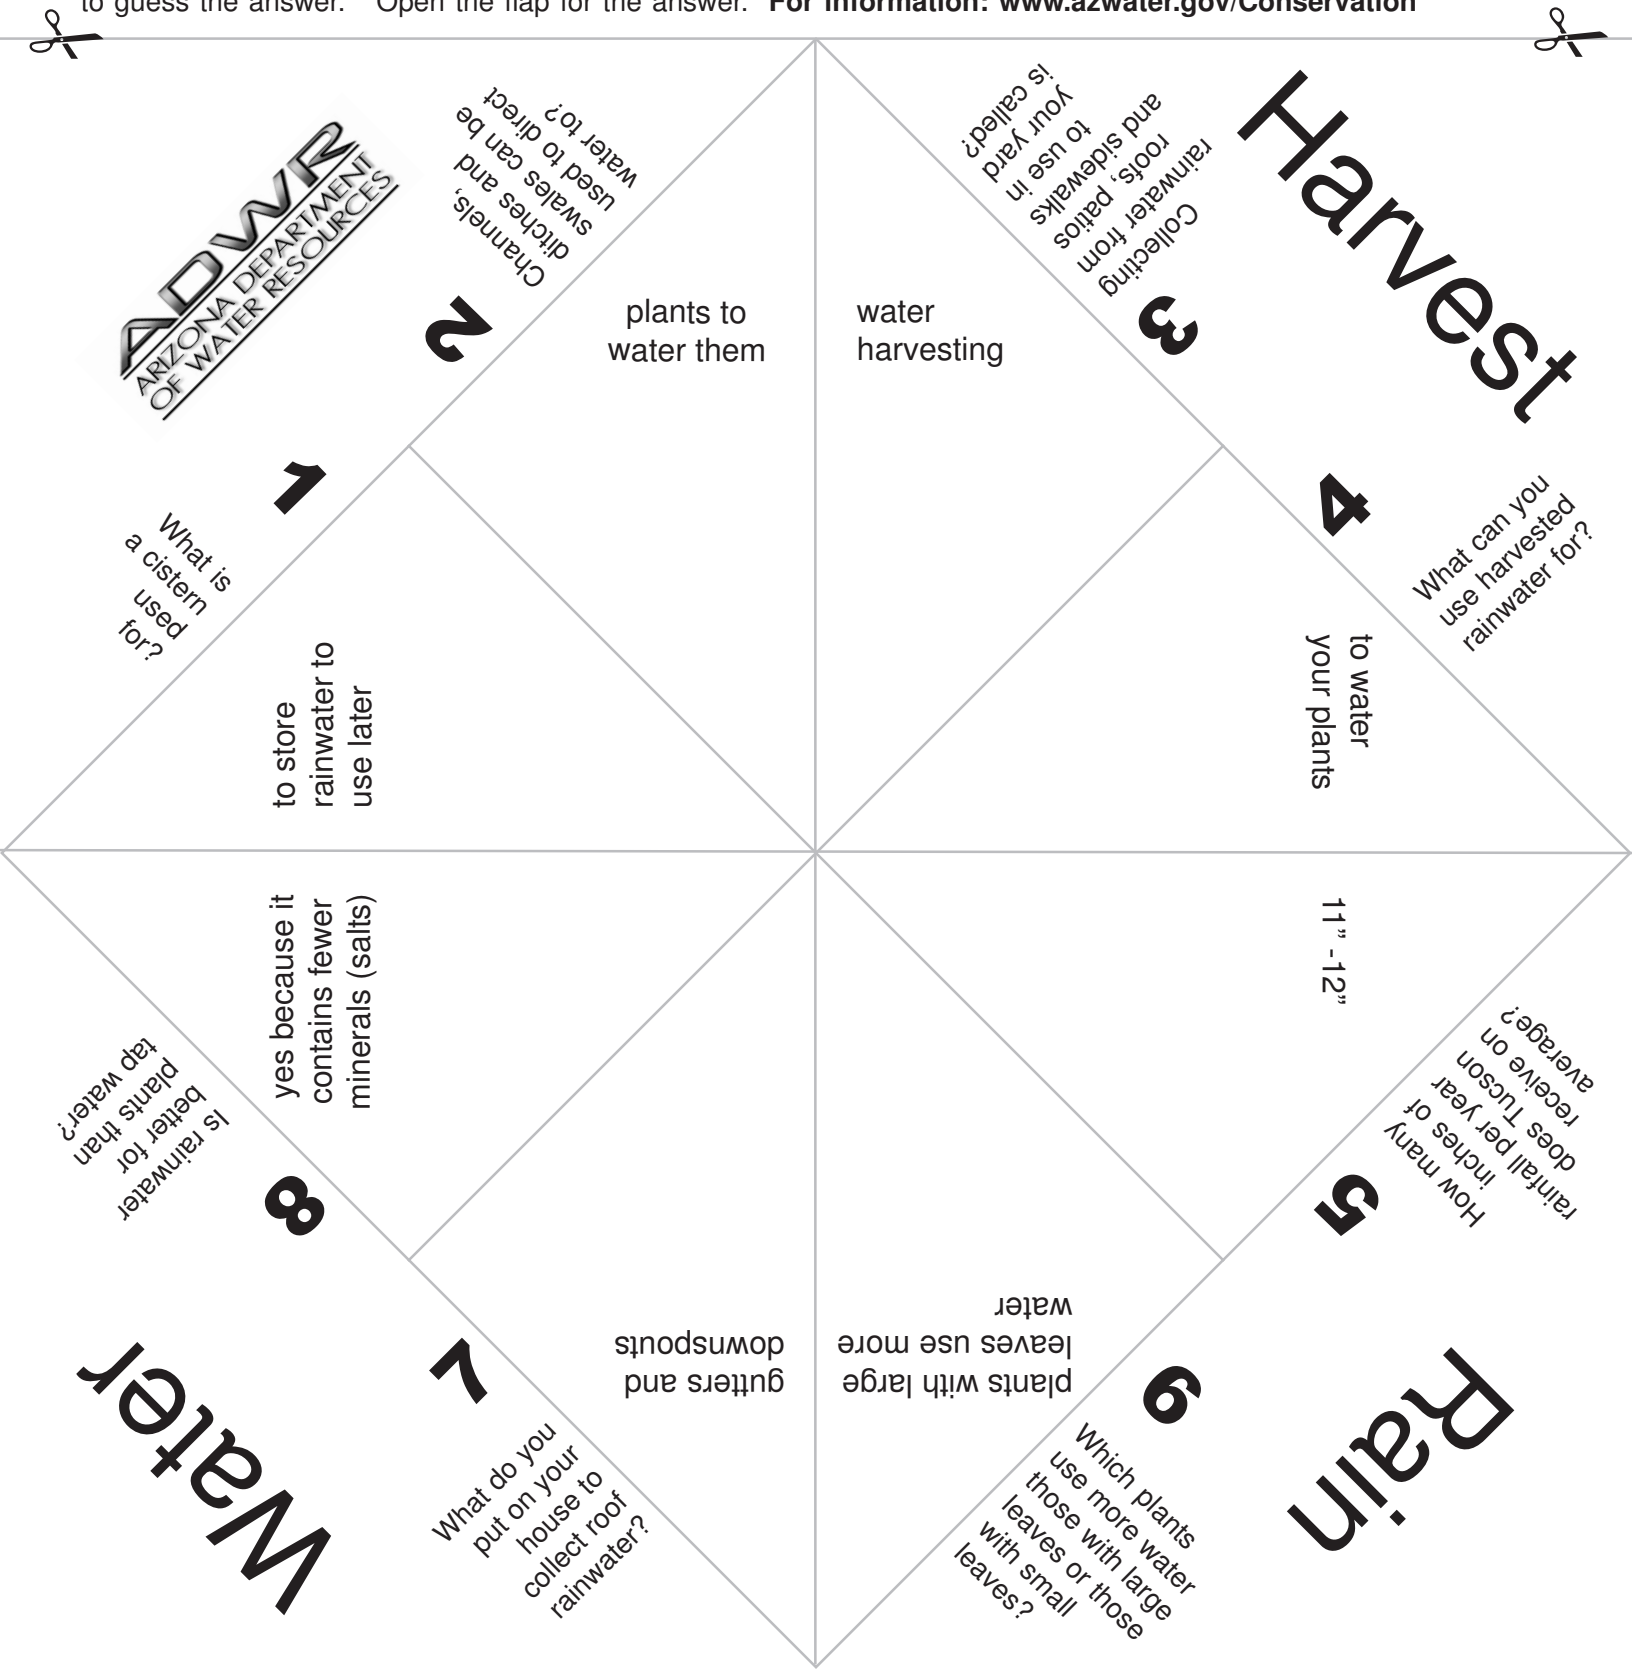 to guess the answer. Open the flap for the answer. For information: www.azwater.gov/Conservation
ADWR
ARIZONA DEPARTMENT
OF WATER RESOURCES
1
What is
a cistern
used
for?
to store
rainwater to
use later
2
Channels,
ditches and
swales can be
used to direct
water to?
plants to
water them
Harvest
3
Collecting
rainwater from
roofs, patios
and sidewalks
to use in
your yard
is called?
water
harvesting
4
What can you
use harvested
rainwater for?
to water
your plants
Rain
5
How many
inches of
rainfall per year
does Tucson
receive on
average?
11” -12”
6
Which plants
use more water
those with large
leaves or those
with small
leaves?
plants with large
leaves use more
water
Water
7
What do you
put on your
house to
collect roof
rainwater?
gutters and
downspouts
8
Is rainwater
better for
plants than
tap water?
yes because it
contains fewer
minerals (salts)